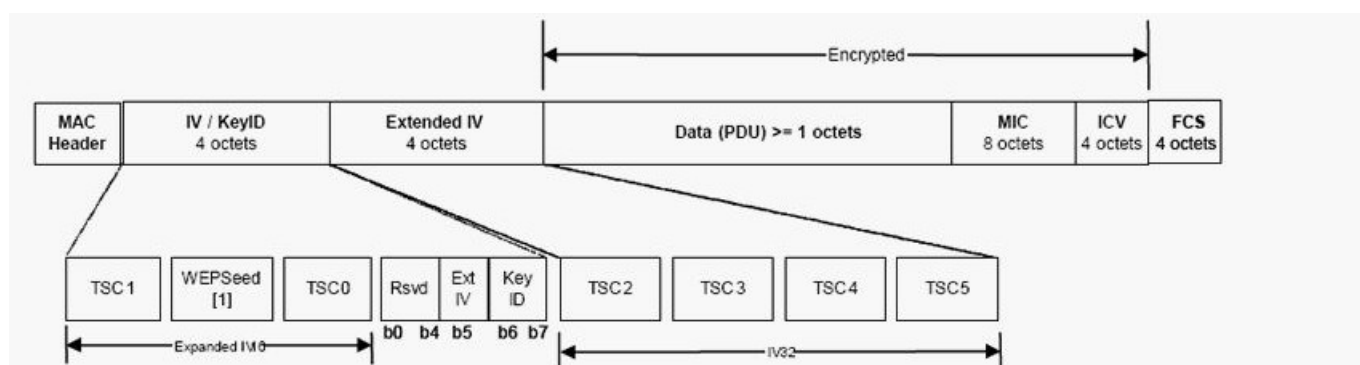 Encrypted
MAC
Header
IV / KeyID
4 octets
Extended IV
4 octets
Data (PDU) >= 1 octets
MIC
8 octets
ICV
4 octets
FCS
4 octets
TSC1
WEPSeed
[1]
TSC0
Rsvd
Ext
IV
Key
ID
TSC2
TSC3
TSC4
TSC5
b0 b4 b5 b6 b7
Expanded
IV32